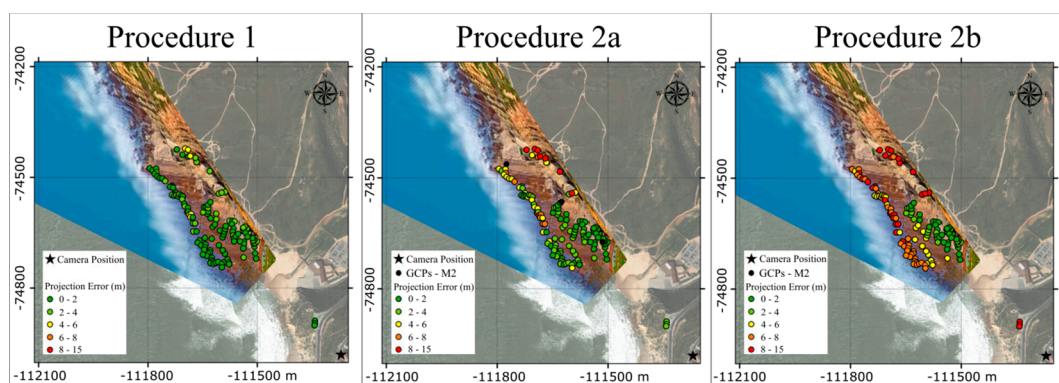 Procedure 1
-74200
-74500
-74800
N
W E
S
Camera Position
Projection Error (m)
0 - 2
2 - 4
4 - 6
6 - 8
8 - 15
-112100 -111800 -111500 m
Procedure 2a
-74200
-74500
-74800
N
W E
S
Camera Position
GCPs - M2
Projection Error (m)
0 - 2
2 - 4
4 - 6
6 - 8
8 - 15
-112100 -111800 -111500 m
Procedure 2b
-74200
-74500
-74800
N
W E
S
Camera Position
GCPs - M2
Projection Error (m)
0 - 2
2 - 4
4 - 6
6 - 8
8 - 15
-112100 -111800 -111500 m